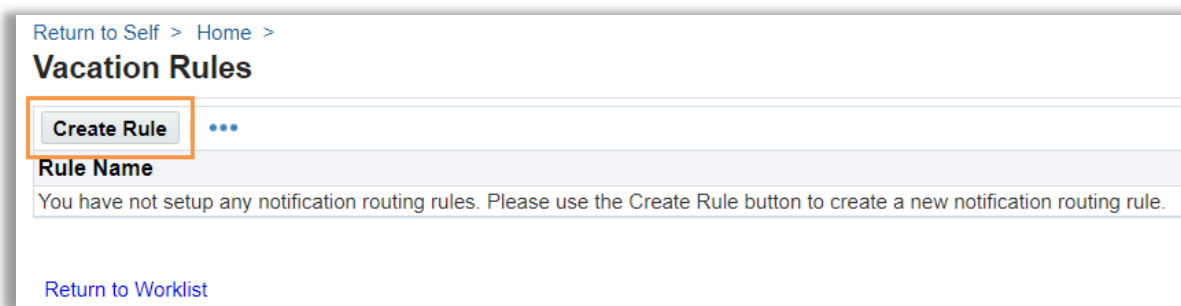 Return to Self > Home >
Vacation Rules
Create Rule •••
Rule Name
You have not setup any notification routing rules. Please use the Create Rule button to create a new notification routing rule.
Return to Worklist